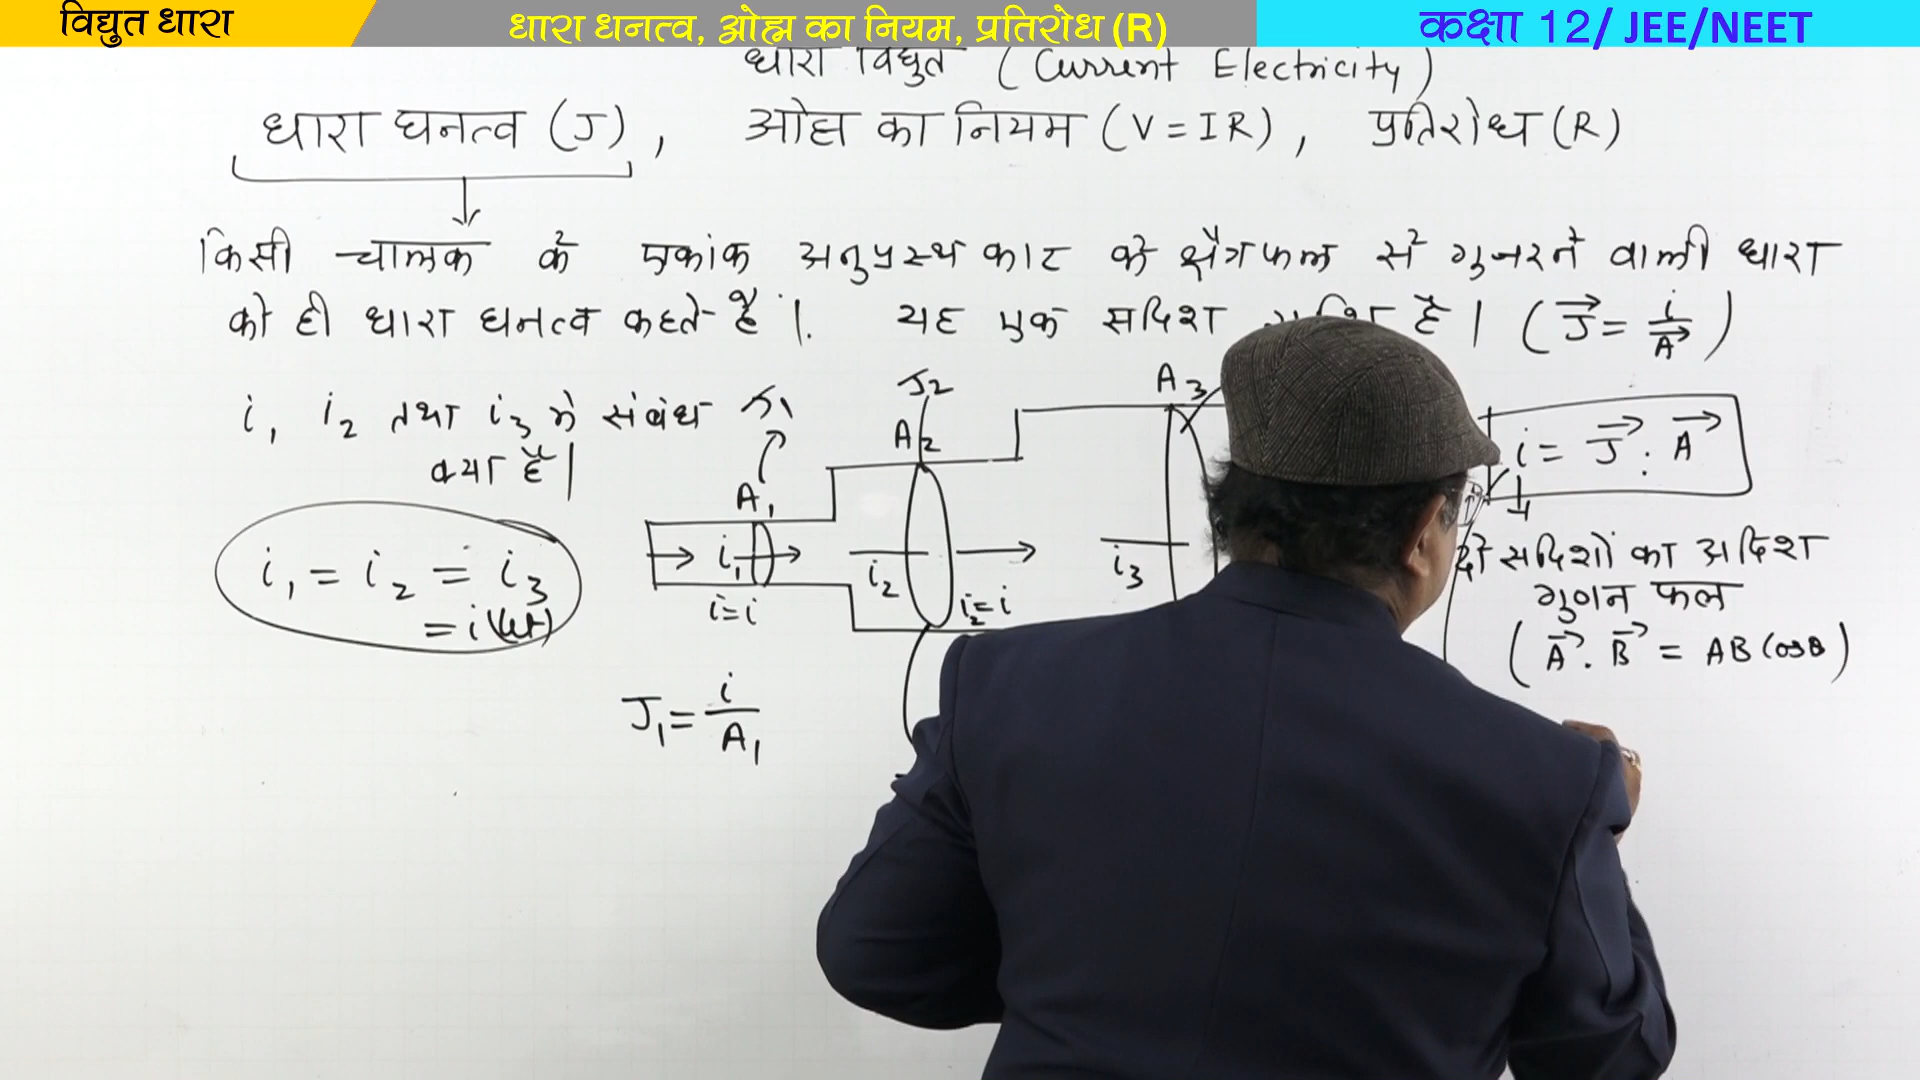 विद्युत धारा
धारा घनत्व, ओह्म का नियम, प्रतिरोध (R)
कक्षा 12/ JEE/NEET
धारा विद्युत (Current Electricity)
धारा घनत्व (J), ओह्म का नियम (V = IR), प्रतिरोध (R)
किसी चालक के एकांक अनुप्रस्थ काट के क्षेत्रफल से गुजरने वाली धारा
को ही धारा घनत्व कहते है |. यह एक सदिश है | (J⃗ = i/A⃗)
i₁ i₂ तथा i₃ मे संबंध
क्या है |
J₁
J₂
A₁
A₂
A₃
i₁ = i₂ = i₃
= i
i₁
i = i
i₂
i₂ = i
i₃
i = J⃗ . A⃗
दो सदिशों का अदिश
गुणन फल
(A⃗ . B⃗ = AB Cosθ)
J₁ = i/A₁